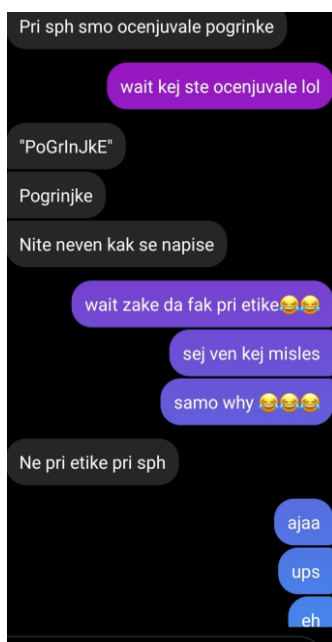 Pri sph smo ocenjuvale pogrinke
wait kej ste ocenjuvale lol
"PoGrInJkE"
Pogrinjke
Nite neven kak se napise
wait zake da fak pri etike😂😂
sej ven kej misles
samo why 😂😂😂
Ne pri etike pri sph
ajaa
ups
eh